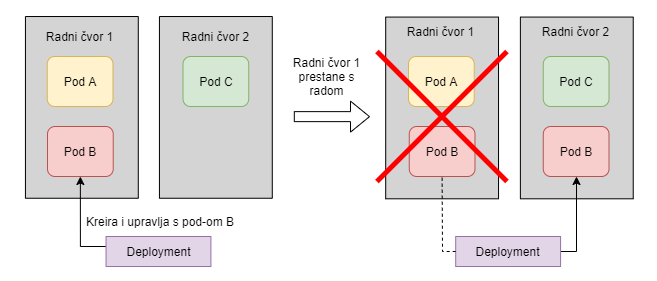 Radni čvor 1
Radni čvor 2
Pod A
Pod C
Pod B
Kreira i upravlja s pod-om B
Deployment
Radni čvor 1
prestane s
radom
Radni čvor 1
Radni čvor 2
Pod A
Pod C
Pod B
Pod B
Deployment